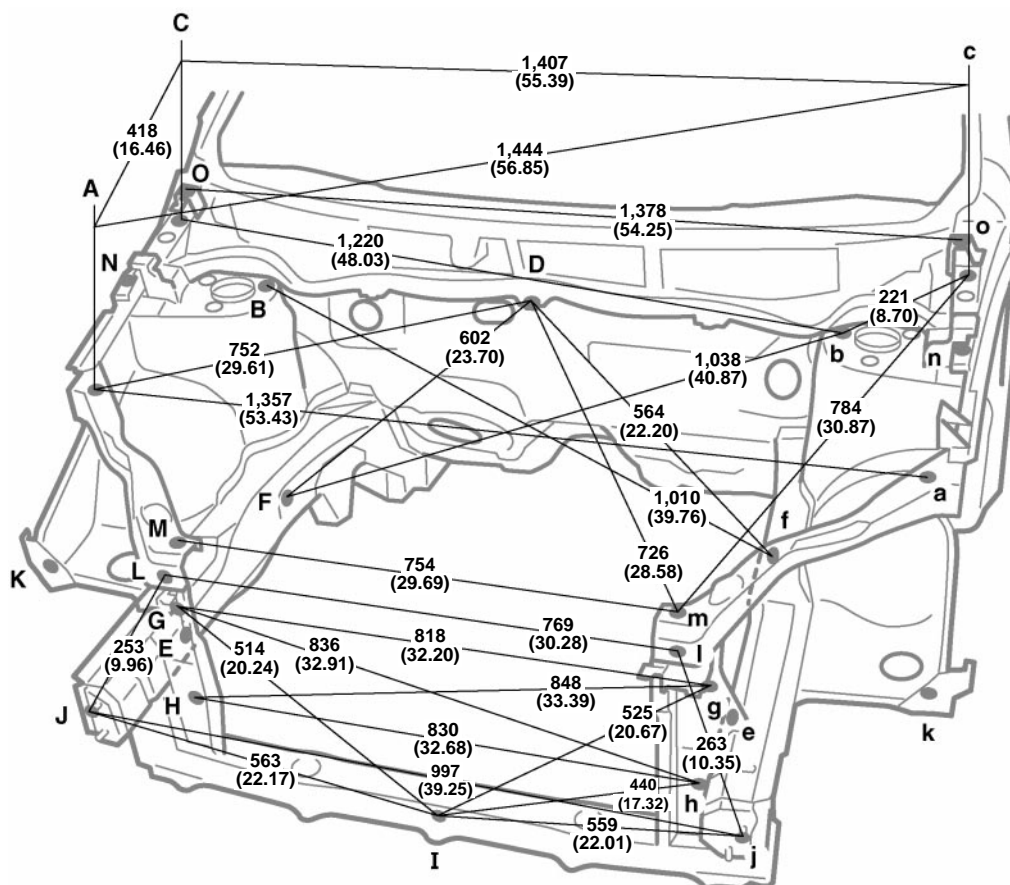 C
1,407
(55.39)
c
418
(16.46)
1,444
(56.85)
A
O
1,378
(54.25)
o
1,220
(48.03)
N
D
B
221
(8.70)
602
(23.70)
b
n
752
(29.61)
1,038
(40.87)
1,357
(53.43)
564
(22.20)
784
(30.87)
F
1,010
(39.76)
a
M
f
726
(28.58)
K
L
754
(29.69)
m
G
769
(30.28)
l
253
(9.96)
E
514
(20.24)
836
(32.91)
818
(32.20)
H
848
(33.39)
g
J
525
(20.67)
e
k
830
(32.68)
263
(10.35)
563
(22.17)
997
(39.25)
440
(17.32)
h
559
(22.01)
I
j